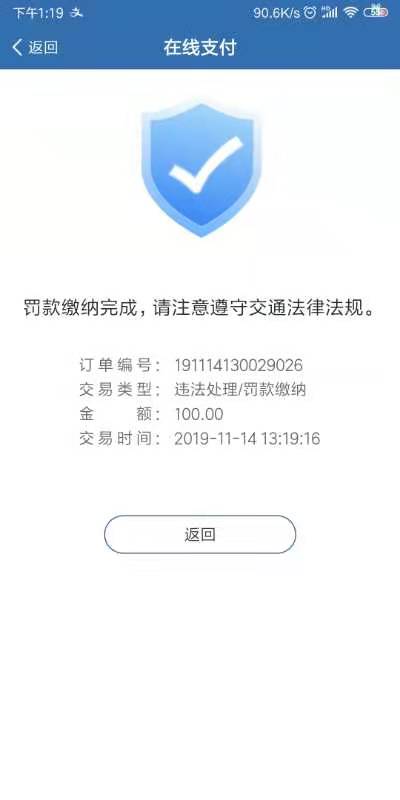 下午1:19
90.6K/s
在线支付
返回
罚款缴纳完成，请注意遵守交通法律法规。
订单编号： 191114130029026
交易类型： 违法处理/罚款缴纳
金额： 100.00
交易时间： 2019-11-14 13:19:16
返回